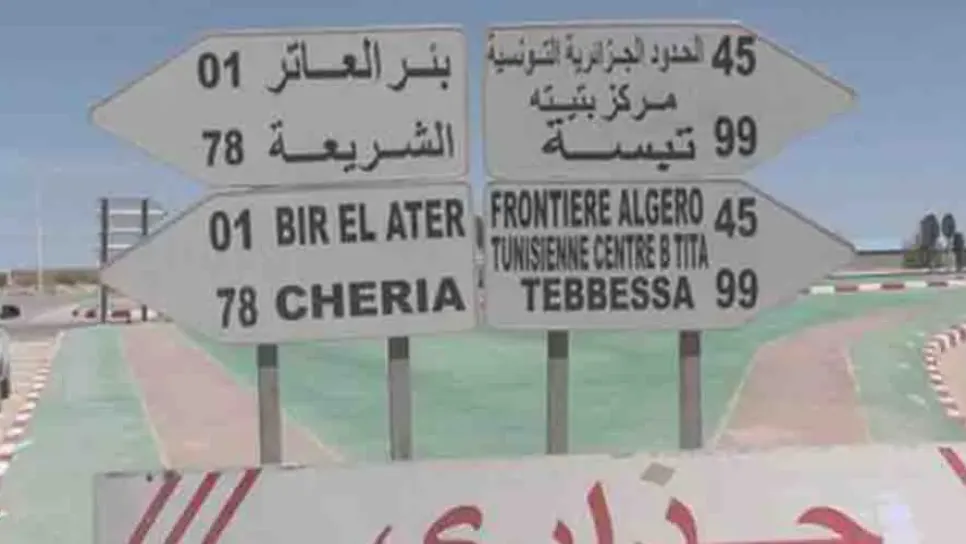 01 بئر العاتر
78 الشريعة
الحدود الجزائرية التونسية 45
مركز بتيته
تبسة 99
01 BIR EL ATER
78 CHERIA
FRONTIERE ALGERO 45
TUNISIENNE CENTRE B TITA
TEBBESSA 99